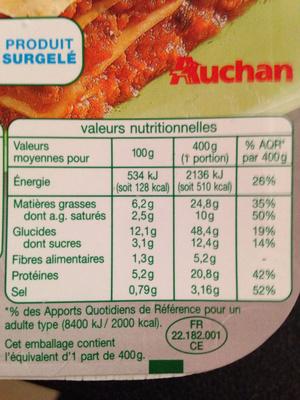 PRODUIT
SURGELÉ
Auchan
valeurs nutritionnelles
Valeurs moyennes pour 100g 400g (1 portion) % AQR* par 400g
Énergie 534 kJ (soit 128 kcal) 2136 kJ (soit 510 kcal) 26%
Matières grasses 6,2g 24,8g 35%
dont a.g. saturés 2,5g 10g 50%
Glucides 12,1g 48,4g 19%
dont sucres 3,1g 12,4g 14%
Fibres alimentaires 1,3g 5,2g
Protéines 5,2g 20,8g 42%
Sel 0,79g 3,16g 52%
*% des Apports Quotidiens de Référence pour un
adulte type (8400 kJ / 2000 kcal).
FR
22.182.001
CE
Cet emballage contient
l'équivalent d'1 part de 400g.